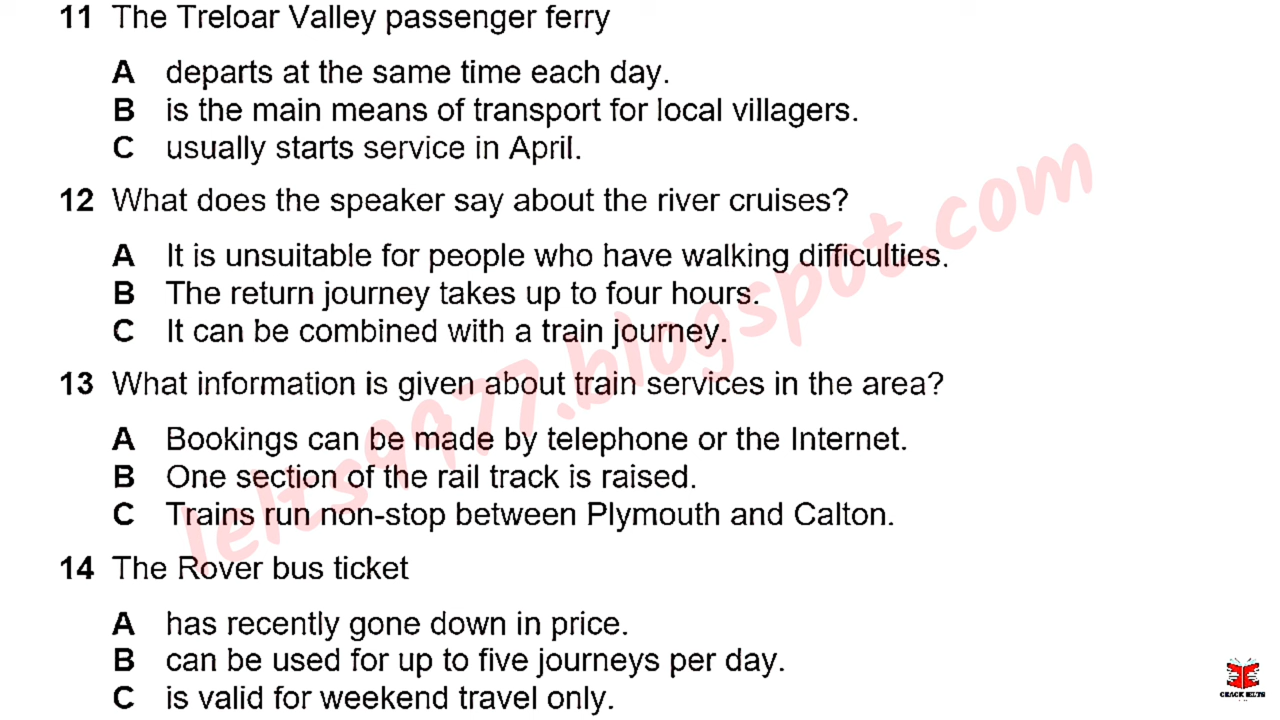 11 The Treloar Valley passenger ferry
A departs at the same time each day.
B is the main means of transport for local villagers.
C usually starts service in April.
12 What does the speaker say about the river cruises?
A It is unsuitable for people who have walking difficulties.
B The return journey takes up to four hours.
C It can be combined with a train journey.
13 What information is given about train services in the area?
A Bookings can be made by telephone or the Internet.
B One section of the rail track is raised.
C Trains run non-stop between Plymouth and Calton.
14 The Rover bus ticket
A has recently gone down in price.
B can be used for up to five journeys per day.
C is valid for weekend travel only.
Ielts9977.blogspot.com
CRACK IELTS